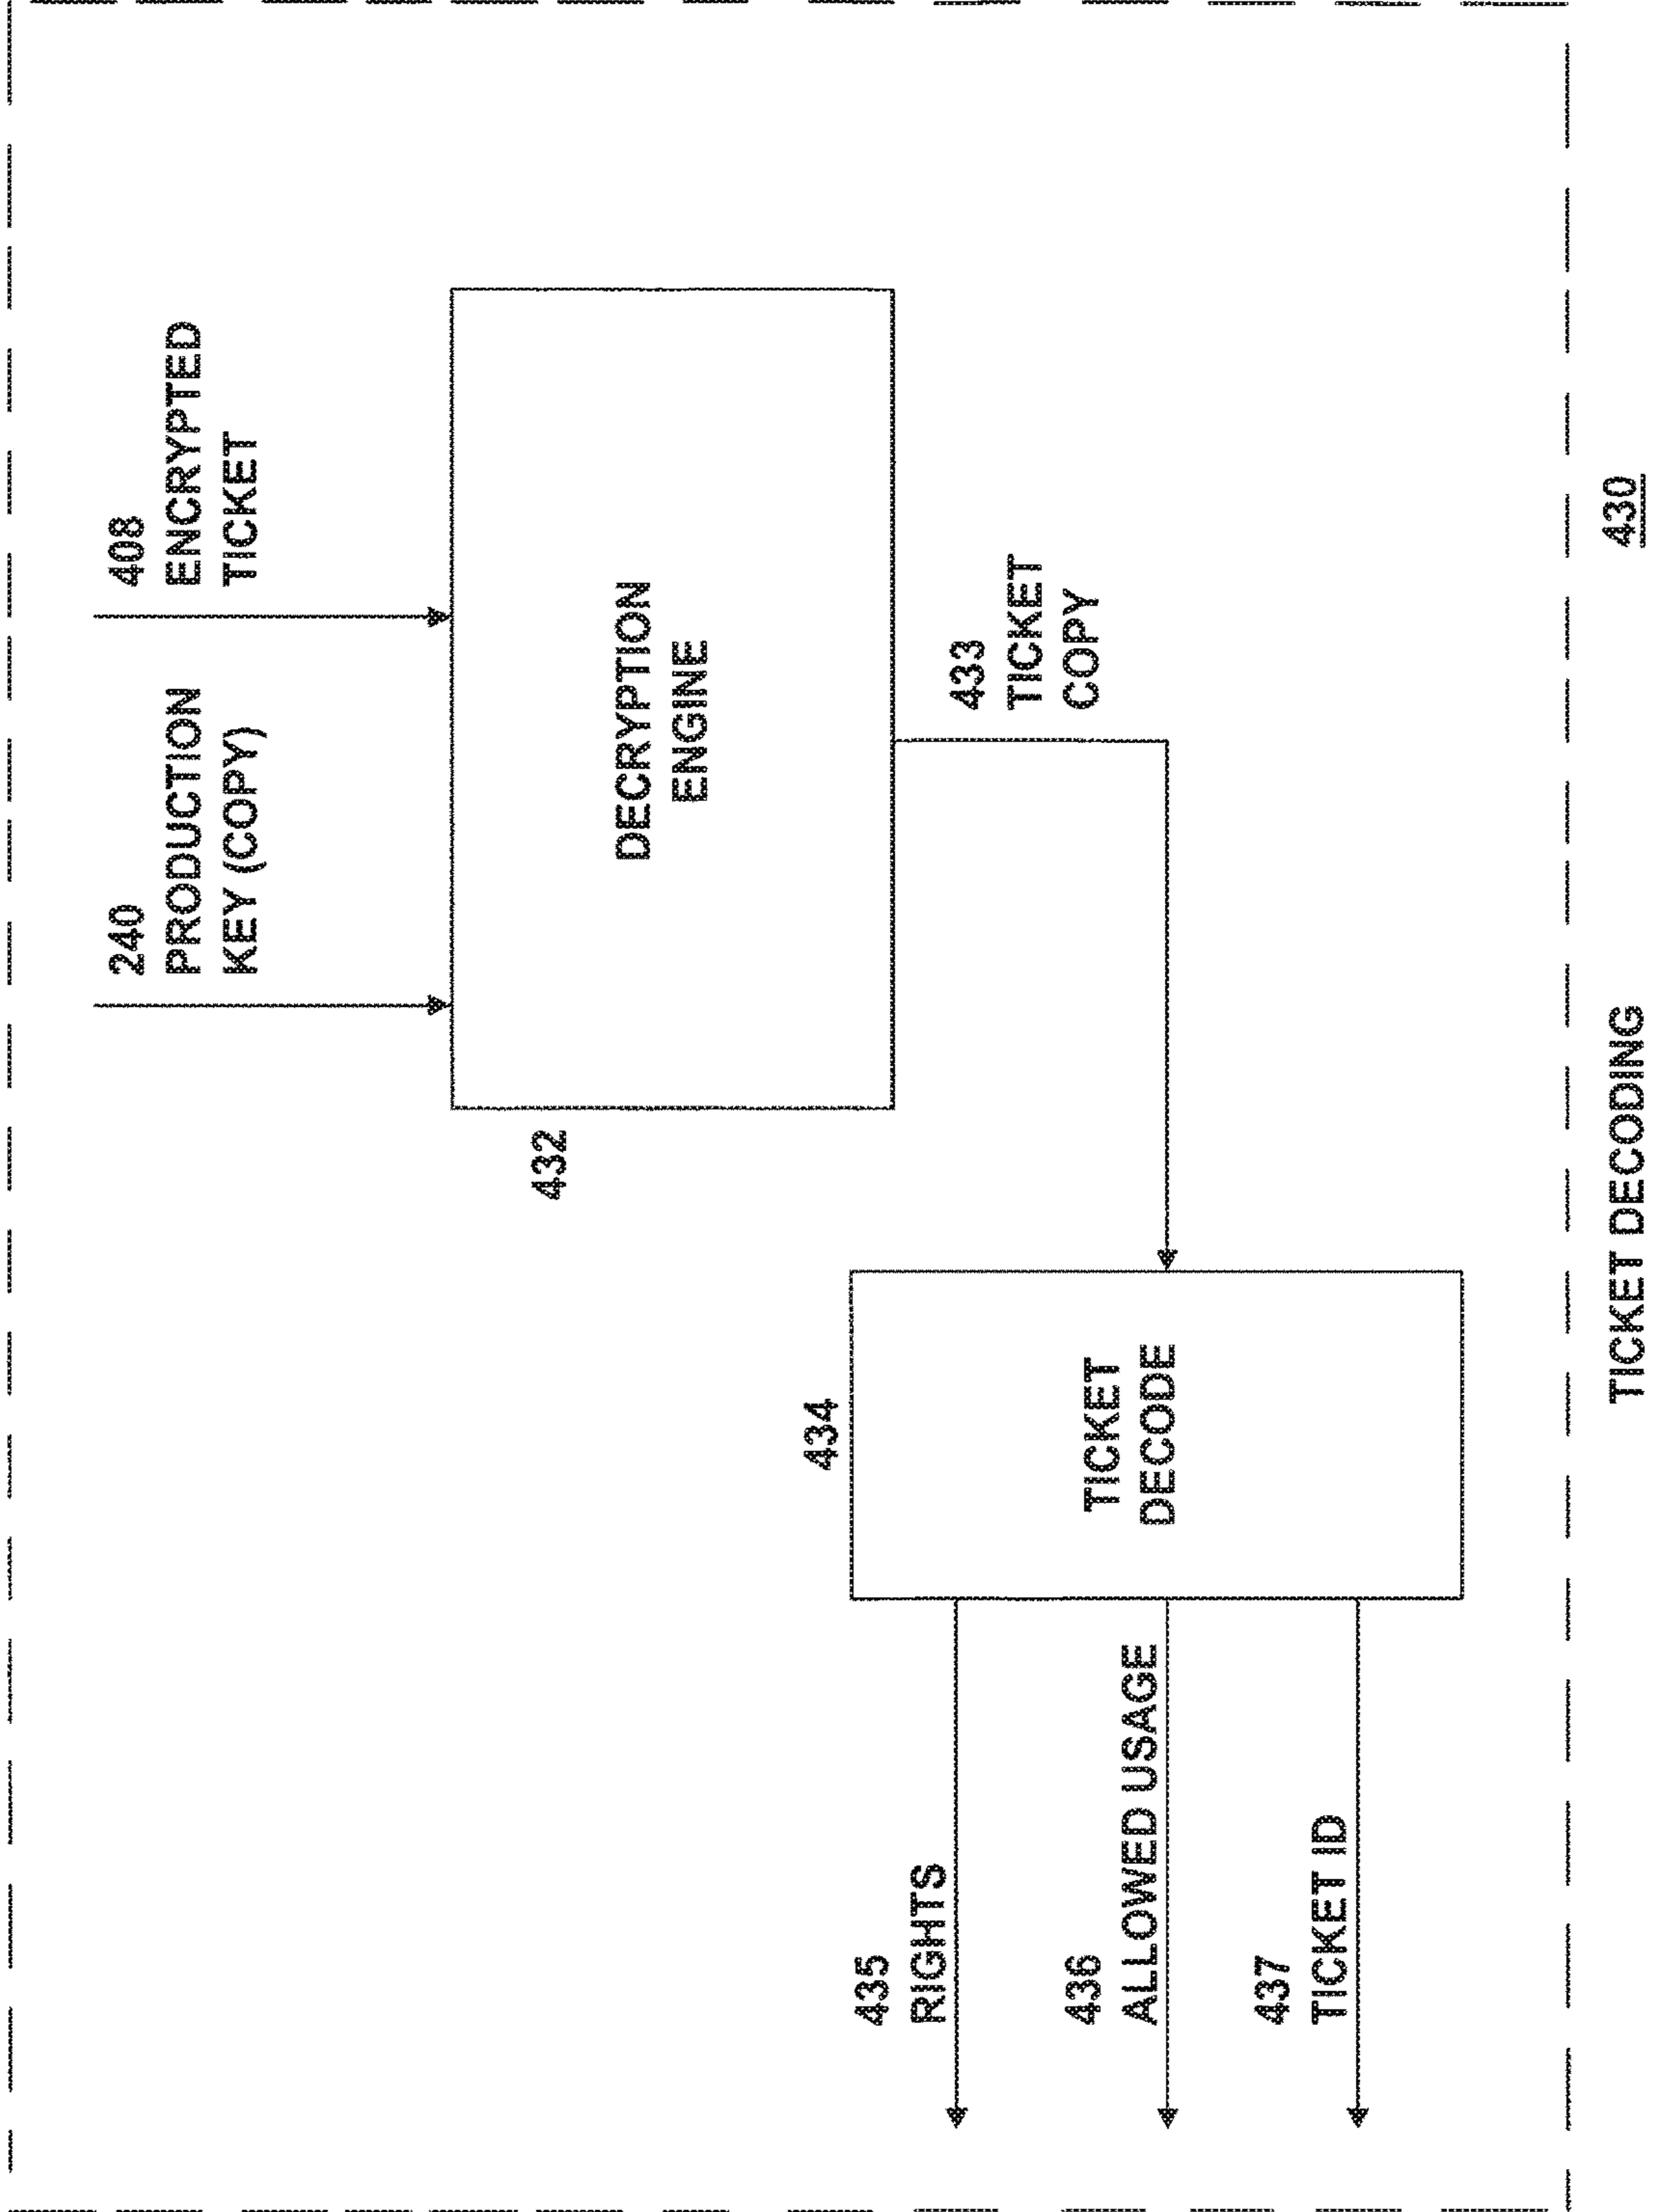 240
PRODUCTION
KEY (COPY)
408
ENCRYPTED
TICKET
432
DECRYPTION
ENGINE
433
TICKET
COPY
434
TICKET
DECODE
435
RIGHTS
436
ALLOWED USAGE
437
TICKET ID
TICKET DECODING
430